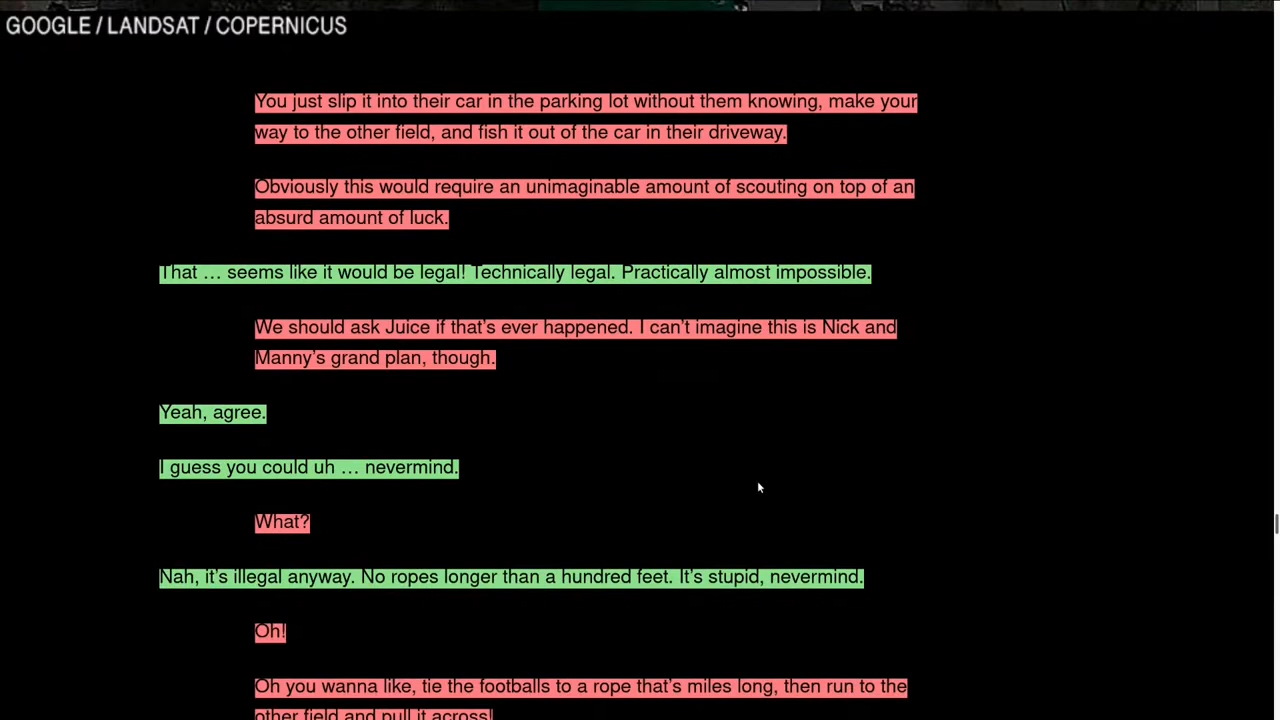 GOOGLE / LANDSAT / COPERNICUS
You just slip it into their car in the parking lot without them knowing, make your
way to the other field, and fish it out of the car in their driveway.
Obviously this would require an unimaginable amount of scouting on top of an
absurd amount of luck.
That … seems like it would be legal! Technically legal. Practically almost impossible.
We should ask Juice if that’s ever happened. I can’t imagine this is Nick and
Manny’s grand plan, though.
Yeah, agree.
I guess you could uh … nevermind.
What?
Nah, it’s illegal anyway. No ropes longer than a hundred feet. It’s stupid, nevermind.
Oh!
Oh you wanna like, tie the footballs to a rope that’s miles long, then run to the
other field and pull it across!